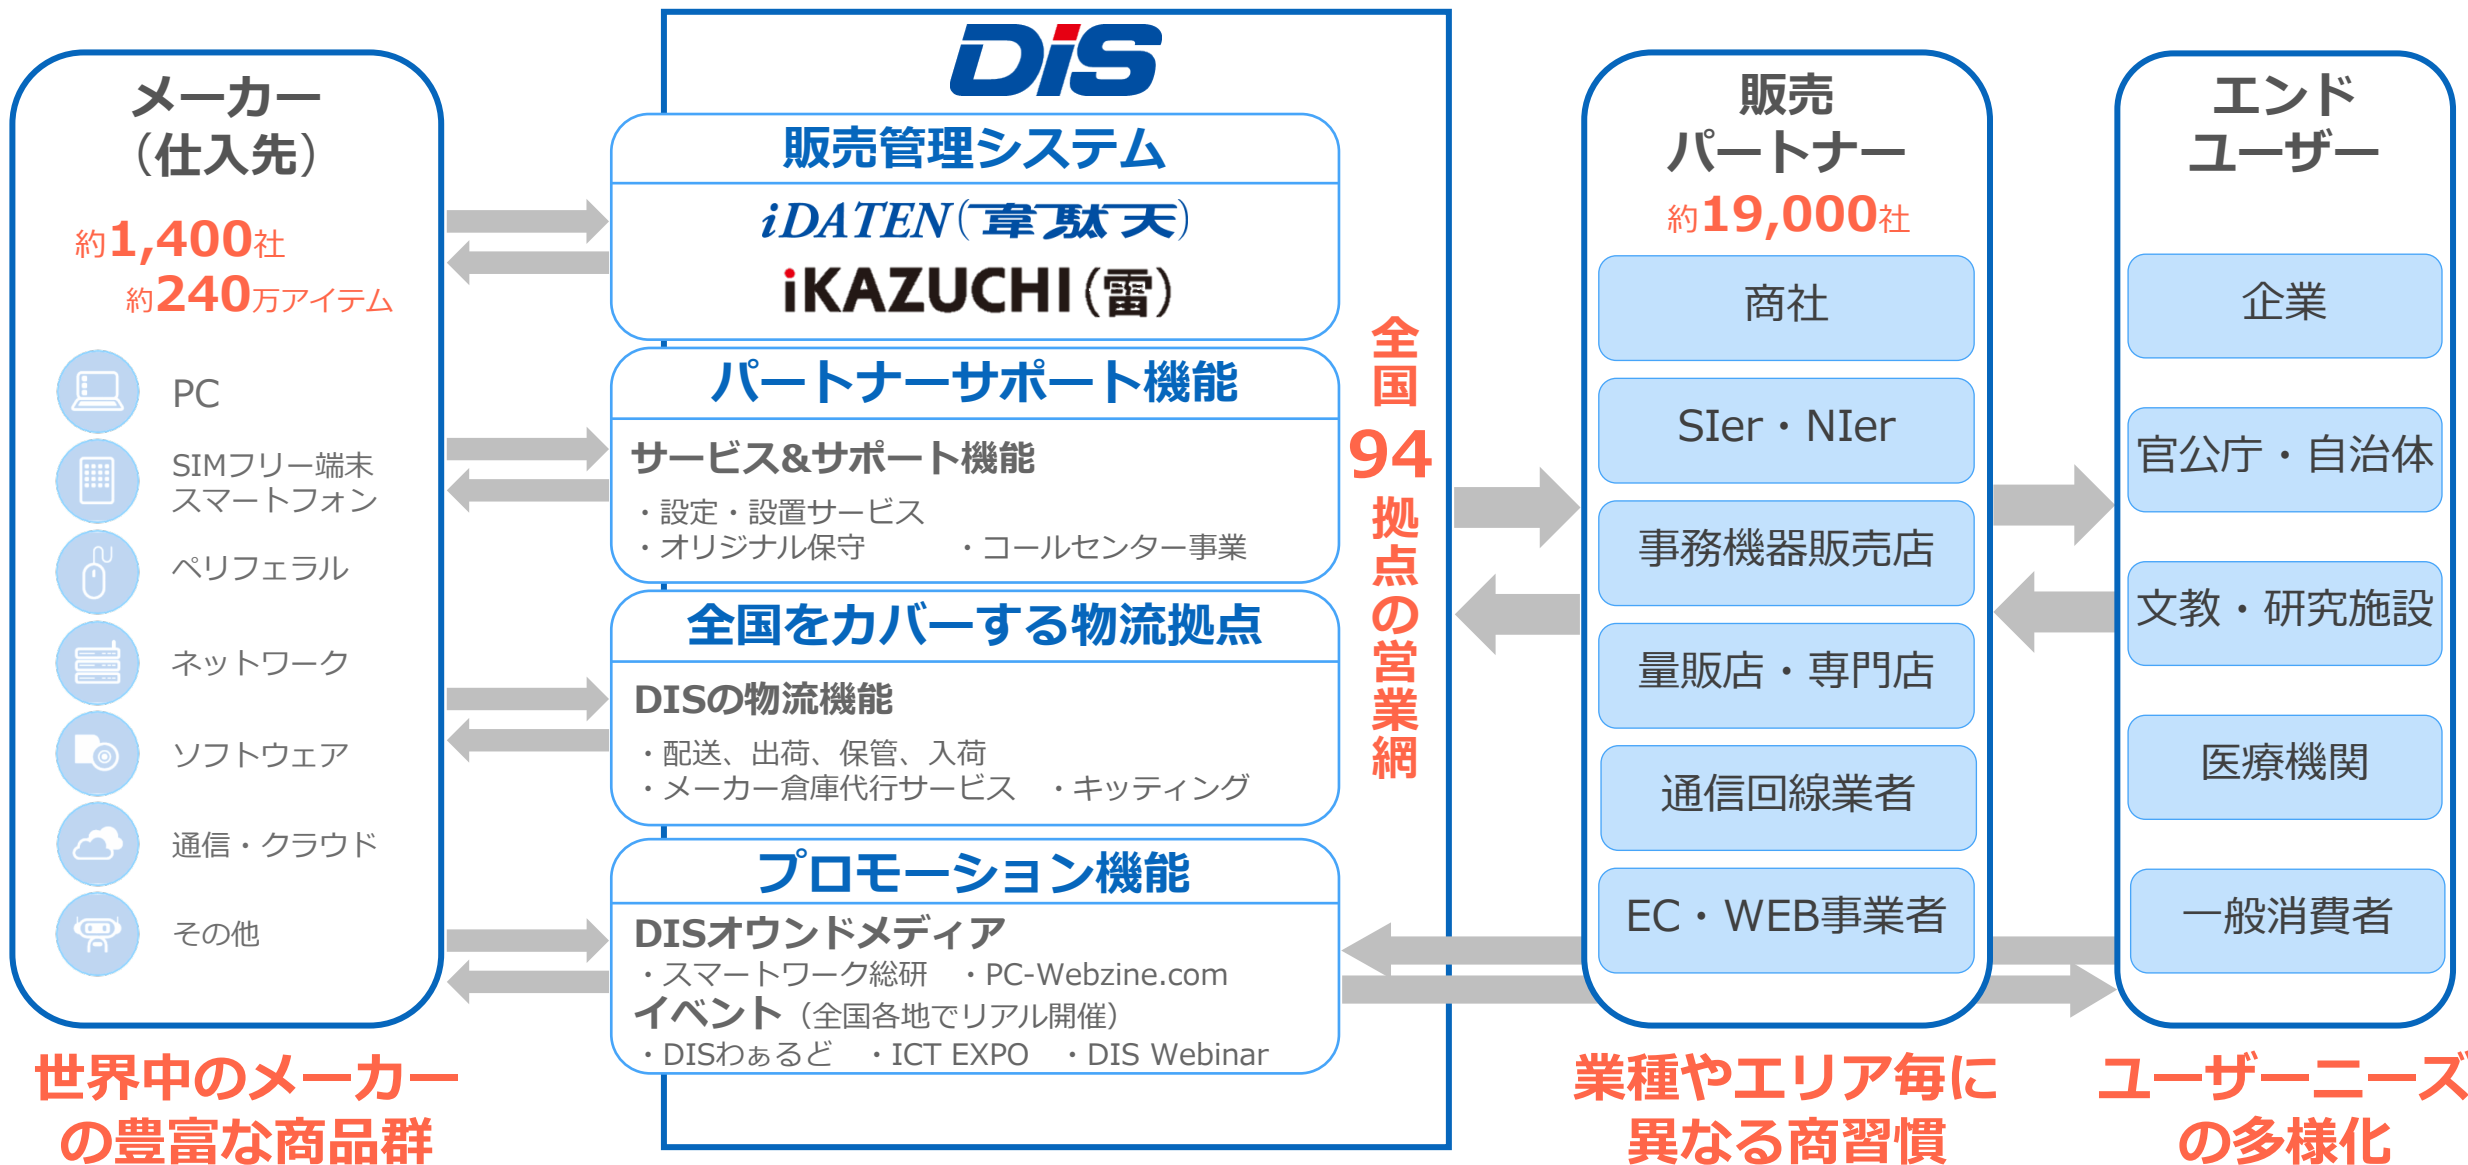 メーカー
（仕入先）
約1,400社
約240万アイテム
PC
SIMフリー端末
スマートフォン
ペリフェラル
ネットワーク
ソフトウェア
通信・クラウド
その他
世界中のメーカー
の豊富な商品群
DiS
販売管理システム
iDATEN(韋駄天)
iKAZUCHI(雷)
パートナーサポート機能
サービス&サポート機能
・設定・設置サービス
・オリジナル保守　・コールセンター事業
全国をカバーする物流拠点
DISの物流機能
・配送、出荷、保管、入荷
・メーカー倉庫代行サービス　・キッティング
プロモーション機能
DISオウンドメディア
・スマートワーク総研　・PC-Webzine.com
イベント（全国各地でリアル開催）
・DISわぁるど　・ICT EXPO　・DIS Webinar
全国94拠点の営業網
販売
パートナー
約19,000社
商社
SIer・NIer
事務機器販売店
量販店・専門店
通信回線業者
EC・WEB事業者
業種やエリア毎に
異なる商習慣
エンド
ユーザー
企業
官公庁・自治体
文教・研究施設
医療機関
一般消費者
ユーザーニーズ
の多様化